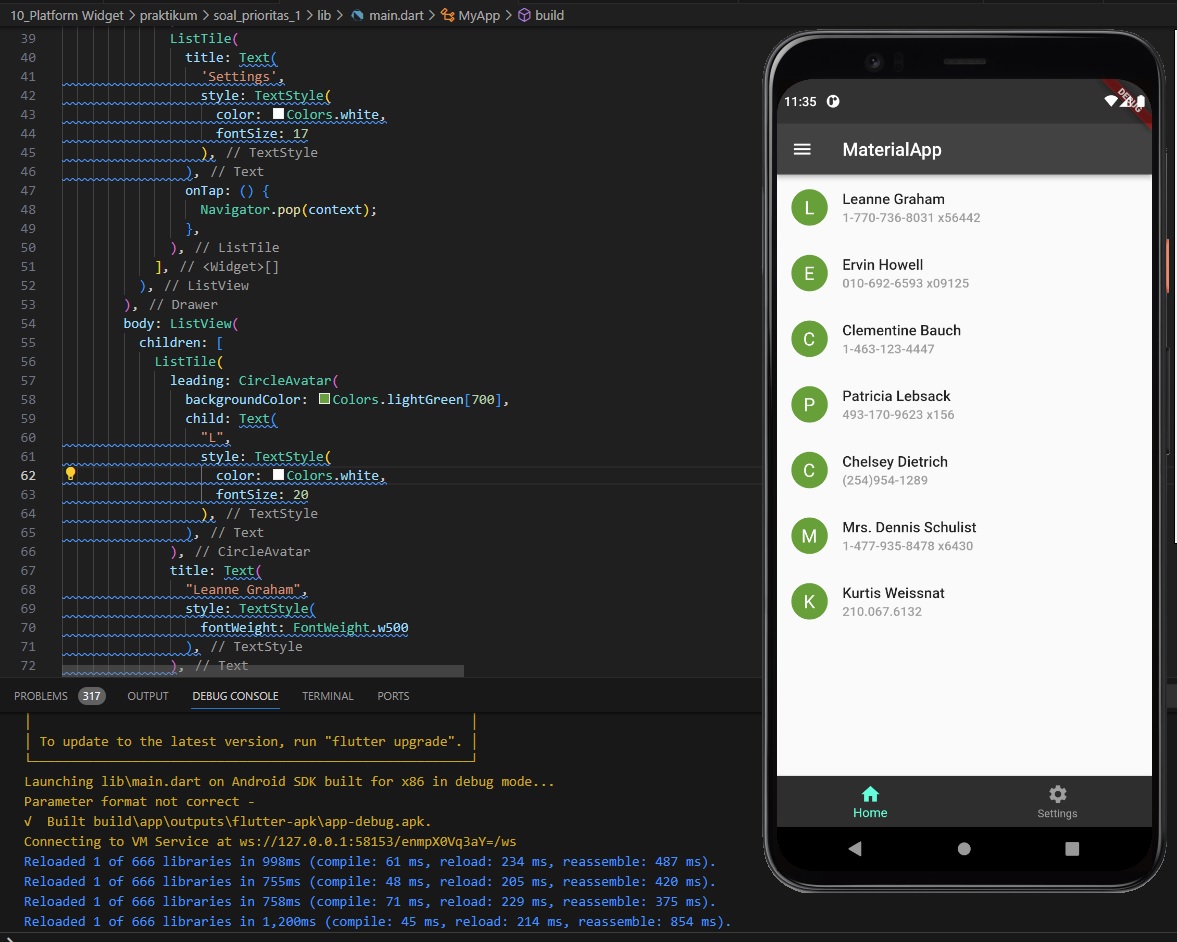 10_Platform Widget > praktikum > soal_prioritas_1 > lib > main.dart > MyApp > build
39 ListTile(
40 title: Text(
41 'Settings',
42 style: TextStyle(
43 color: Colors.white,
44 fontSize: 17
45 ), // TextStyle
46 ), // Text
47 onTap: () {
48 Navigator.pop(context);
49 },
50 ), // ListTile
51 ], // <Widget>[]
52 ), // ListView
53 ), // Drawer
54 body: ListView(
55 children: [
56 ListTile(
57 leading: CircleAvatar(
58 backgroundColor: Colors.lightGreen[700],
59 child: Text(
60 "L",
61 style: TextStyle(
62 color: Colors.white,
63 fontSize: 20
64 ), // TextStyle
65 ), // Text
66 ), // CircleAvatar
67 title: Text(
68 "Leanne Graham",
69 style: TextStyle(
70 fontWeight: FontWeight.w500
71 ), // TextStyle
72 ), // Text
PROBLEMS 317 OUTPUT DEBUG CONSOLE TERMINAL PORTS
To update to the latest version, run "flutter upgrade".
Launching lib\main.dart on Android SDK built for x86 in debug mode...
Parameter format not correct -
√ Built build\app\outputs\flutter-apk\app-debug.apk.
Connecting to VM Service at ws://127.0.0.1:58153/enmpX0Vq3aY=/ws
Reloaded 1 of 666 libraries in 998ms (compile: 61 ms, reload: 234 ms, reassemble: 487 ms).
Reloaded 1 of 666 libraries in 755ms (compile: 48 ms, reload: 205 ms, reassemble: 420 ms).
Reloaded 1 of 666 libraries in 758ms (compile: 71 ms, reload: 229 ms, reassemble: 375 ms).
Reloaded 1 of 666 libraries in 1,200ms (compile: 45 ms, reload: 214 ms, reassemble: 854 ms).
11:35
DEBUG
MaterialApp
L Leanne Graham
1-770-736-8031 x56442
E Ervin Howell
010-692-6593 x09125
C Clementine Bauch
1-463-123-4447
P Patricia Lebsack
493-170-9623 x156
C Chelsey Dietrich
(254)954-1289
M Mrs. Dennis Schulist
1-477-935-8478 x6430
K Kurtis Weissnat
210.067.6132
Home Settings